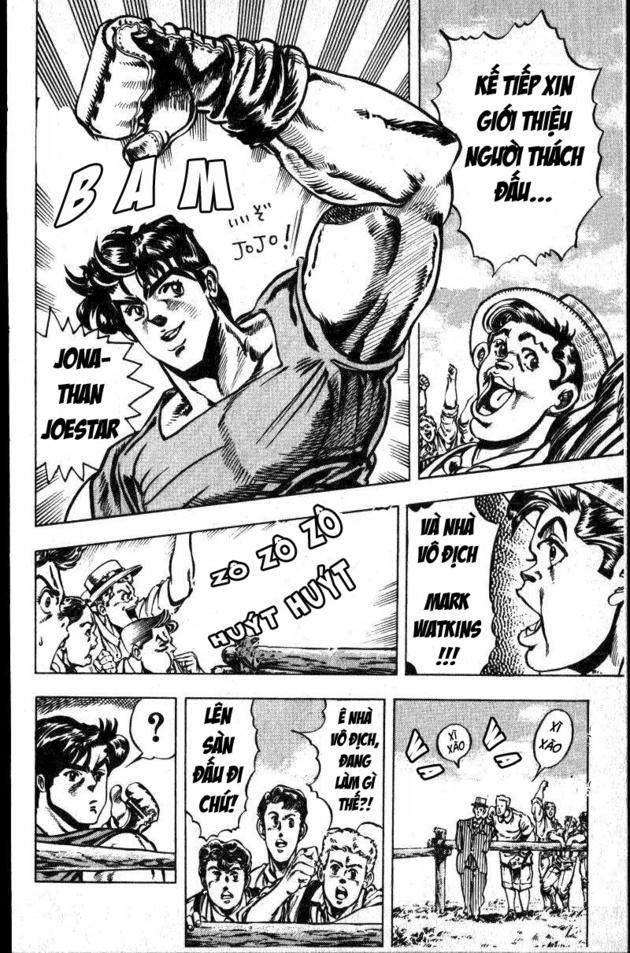 KẾ TIẾP XIN
GIỚI THIỆU
NGƯỜI THÁCH
ĐẤU...
BAM
JOJO!
JONA-
THAN
JOESTAR
VÀ NHÀ
VÔ ĐỊCH
MARK
WATKINS
!!!
ZÔ ZÔ ZÔ
HUÝT HUÝT
XÌ
XÀO
XÌ
XÀO
Ê NHÀ
VÔ ĐỊCH,
ĐANG
LÀM GÌ
THẾ?!
LÊN
SÀN
ĐẤU ĐI
CHÚ!
?